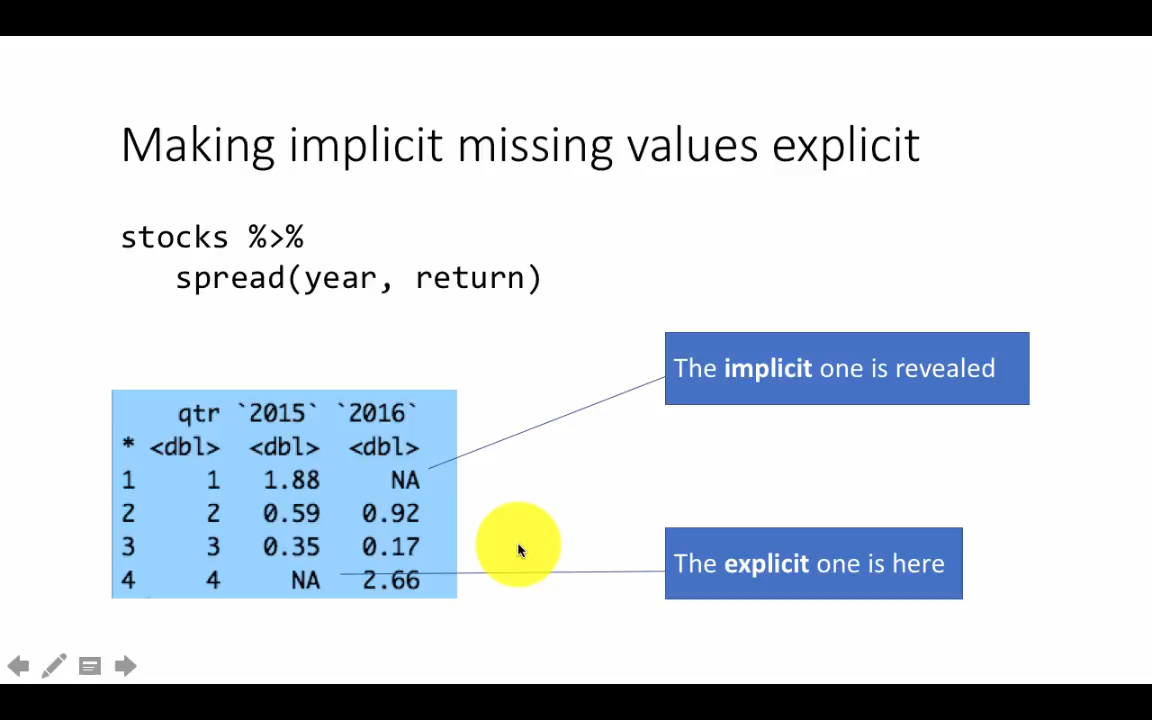 Making implicit missing values explicit
stocks %>%
spread(year, return)
The implicit one is revealed
qtr `2015` `2016`
* <dbl> <dbl> <dbl>
1 1 1.88 NA
2 2 0.59 0.92
3 3 0.35 0.17
4 4 NA 2.66
The explicit one is here